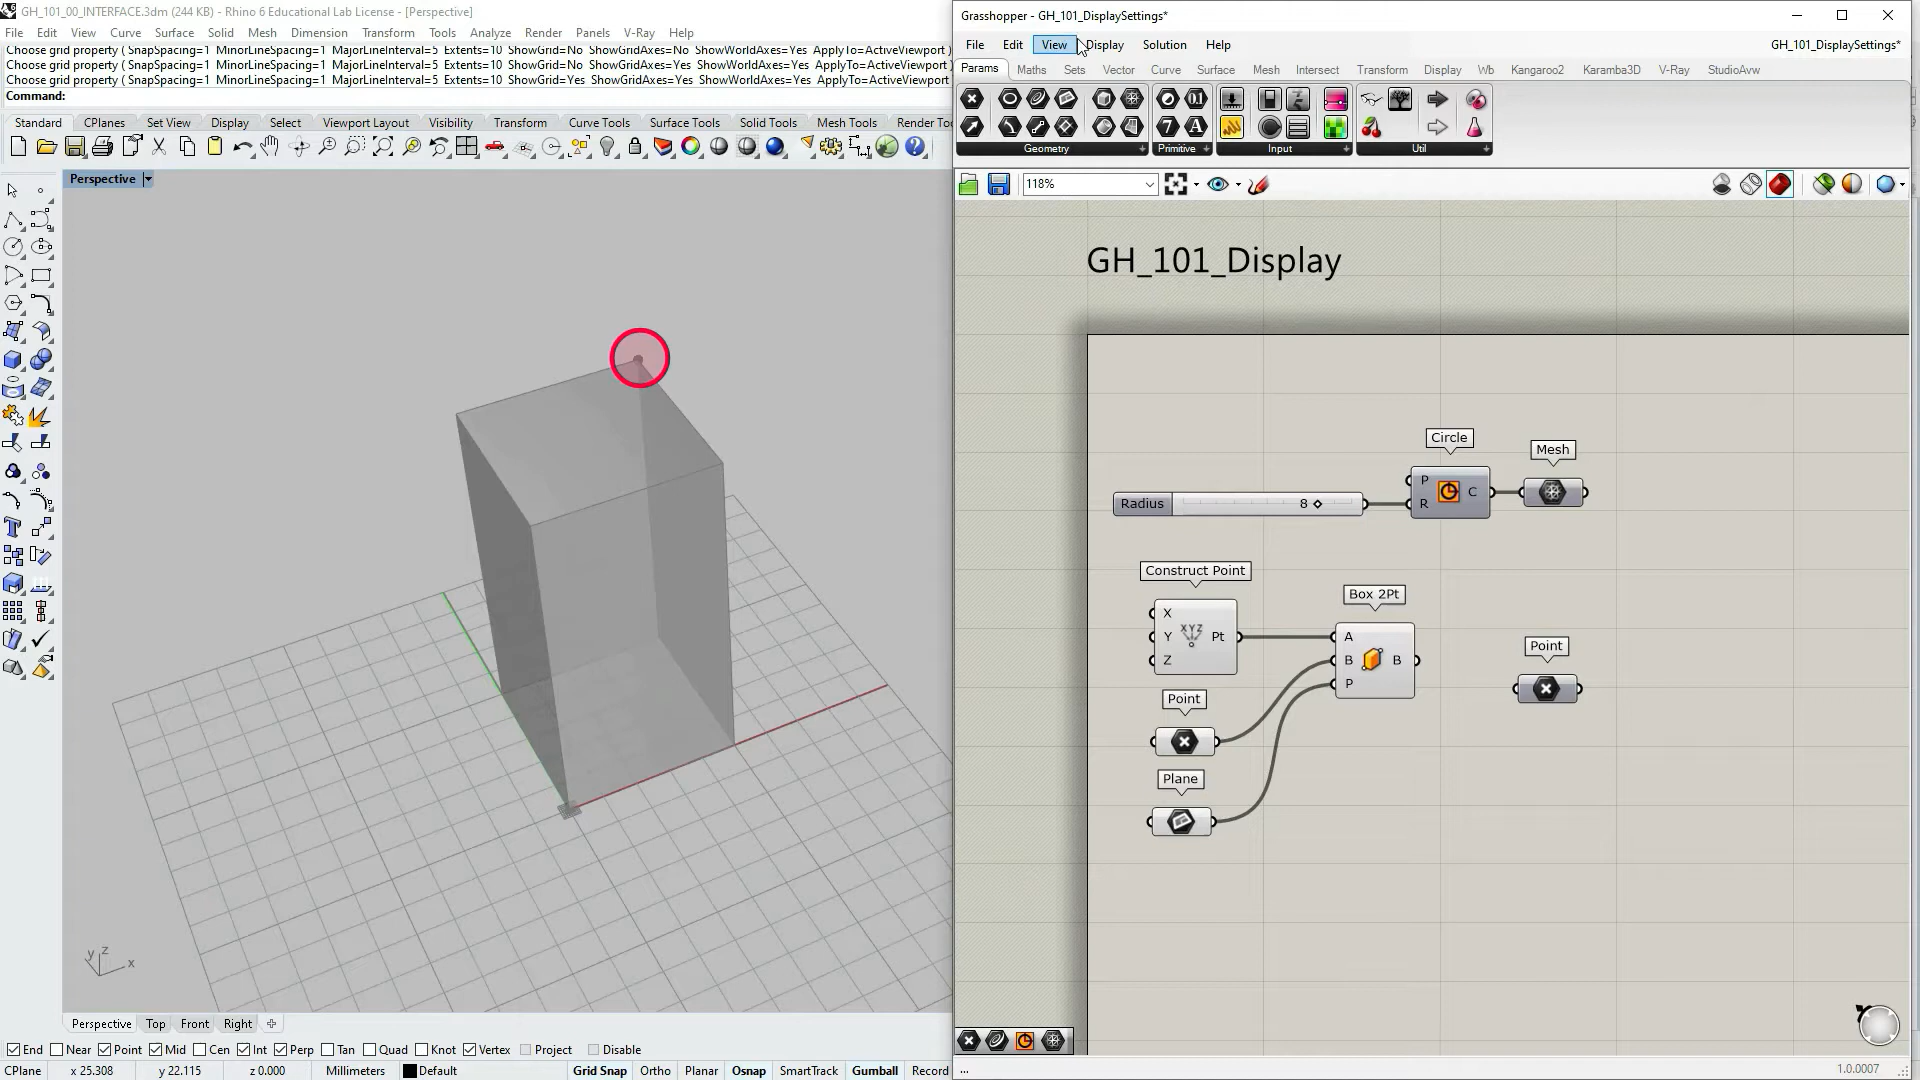 GH_101_00_INTERFACE.3dm (244 KB) - Rhino 6 Educational Lab License - [Perspective]
File Edit View Curve Surface Solid Mesh Dimension Transform Tools Analyze Render Panels V-Ray Help
Choose grid property ( SnapSpacing=1 MinorLineSpacing=1 MajorLineInterval=5 Extents=10 ShowGrid=No ShowGridAxes=No ShowWorldAxes=Yes ApplyTo=ActiveViewport )
Choose grid property ( SnapSpacing=1 MinorLineSpacing=1 MajorLineInterval=5 Extents=10 ShowGrid=No ShowGridAxes=Yes ShowWorldAxes=Yes ApplyTo=ActiveViewport )
Choose grid property ( SnapSpacing=1 MinorLineSpacing=1 MajorLineInterval=5 Extents=10 ShowGrid=Yes ShowGridAxes=Yes ShowWorldAxes=Yes ApplyTo=ActiveViewport )
Command:
Standard CPlanes Set View Display Select Viewport Layout Visibility Transform Curve Tools Surface Tools Solid Tools Mesh Tools Render To
Perspective
y z x
Perspective Top Front Right
End Near Point Mid Cen Int Perp Tan Quad Knot Vertex Project Disable
CPlane x 25.308 y 22.115 z 0.000 Millimeters Default Grid Snap Ortho Planar Osnap SmartTrack Gumball Record
Grasshopper - GH_101_DisplaySettings*
File Edit View Display Solution Help GH_101_DisplaySettings*
Params Maths Sets Vector Curve Surface Mesh Intersect Transform Display Wb Kangaroo2 Karamba3D V-Ray StudioAvw
Geometry Primitive Input Util
118%
GH_101_Display
Circle
Mesh
P
R
C
Radius 8
Construct Point
Box 2Pt
X
Y
Z
XYZ
Pt
A
B
P
B
Point
Point
Plane
...
1.0.0007